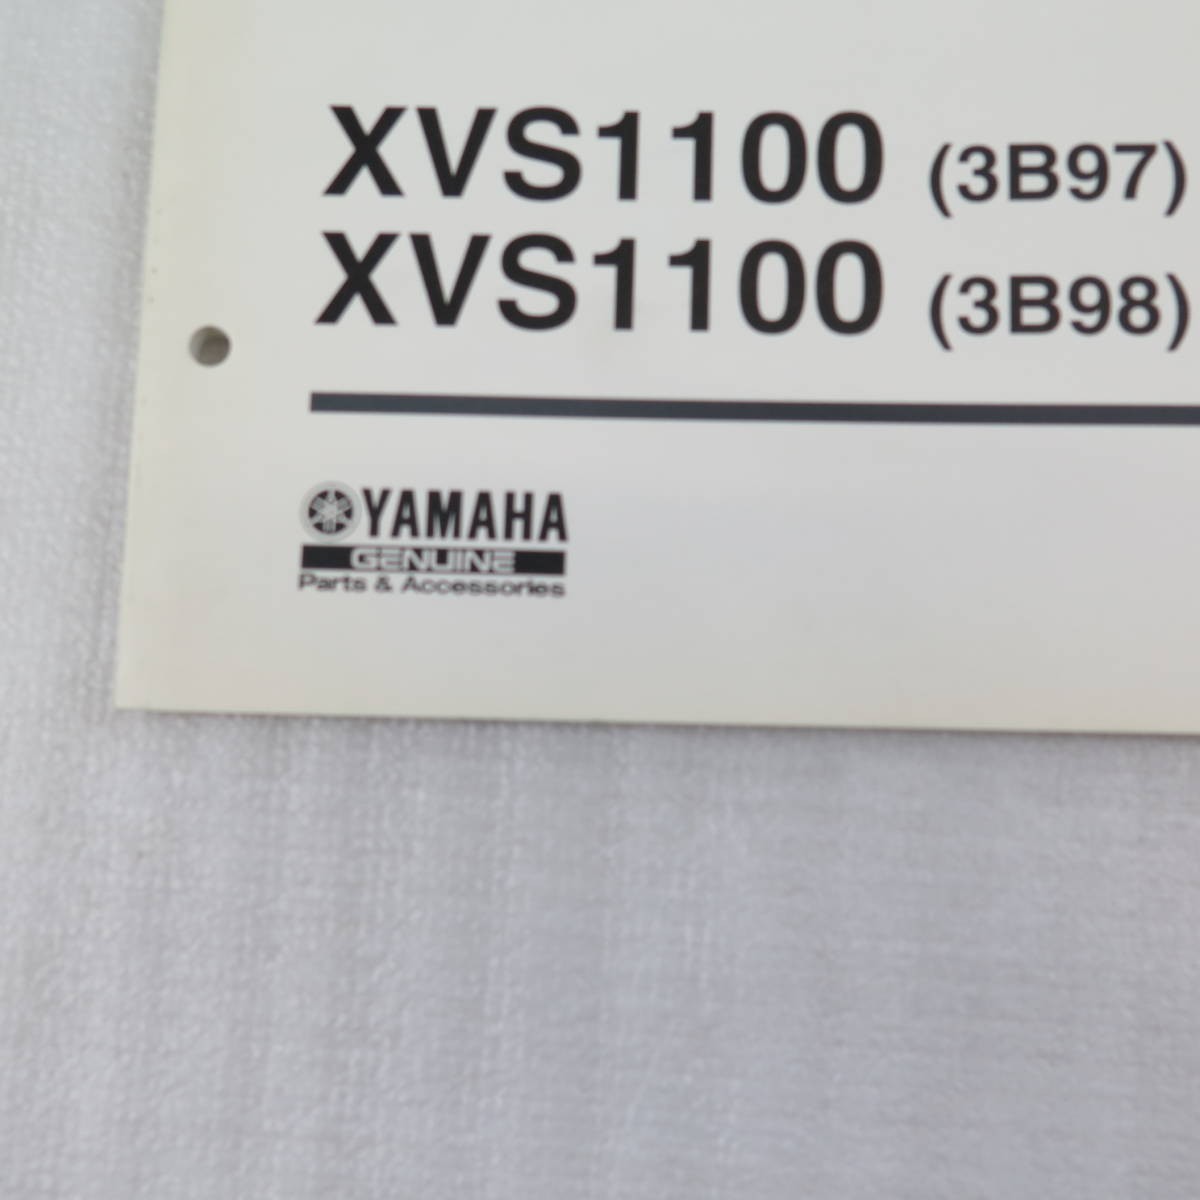 XVS1100 (3B97)
XVS1100 (3B98)
YAMAHA
GENUINE
Parts & Accessories